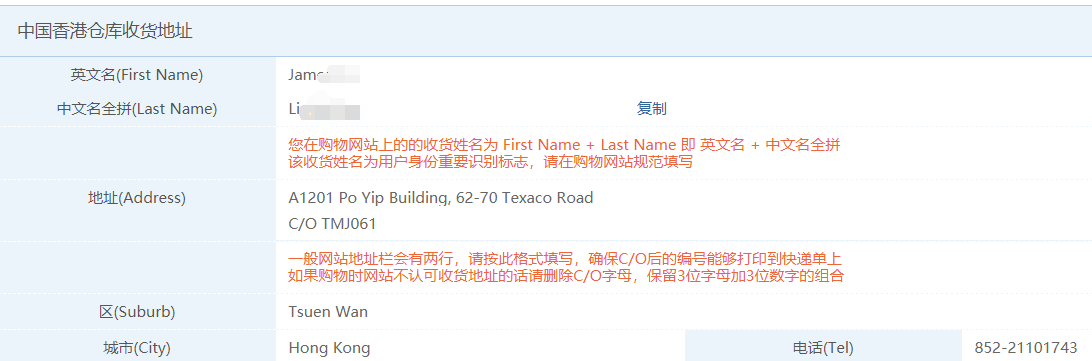 中国香港仓库收货地址
英文名(First Name)
中文名全拼(Last Name) 复制
您在购物网站上的的收货姓名为 First Name + Last Name 即 英文名 + 中文名全拼
该收货姓名为用户身份重要识别标志，请在购物网站规范填写
地址(Address) A1201 Po Yip Building, 62-70 Texaco Road
C/O TMJ061
一般网站地址栏会有两行，请按此格式填写，确保C/O后的编号能够打印到快递单上
如果购物时网站不认可收货地址的话请删除C/O字母，保留3位字母加3位数字的组合
区(Suburb) Tsuen Wan
城市(City) Hong Kong 电话(Tel) 852-21101743